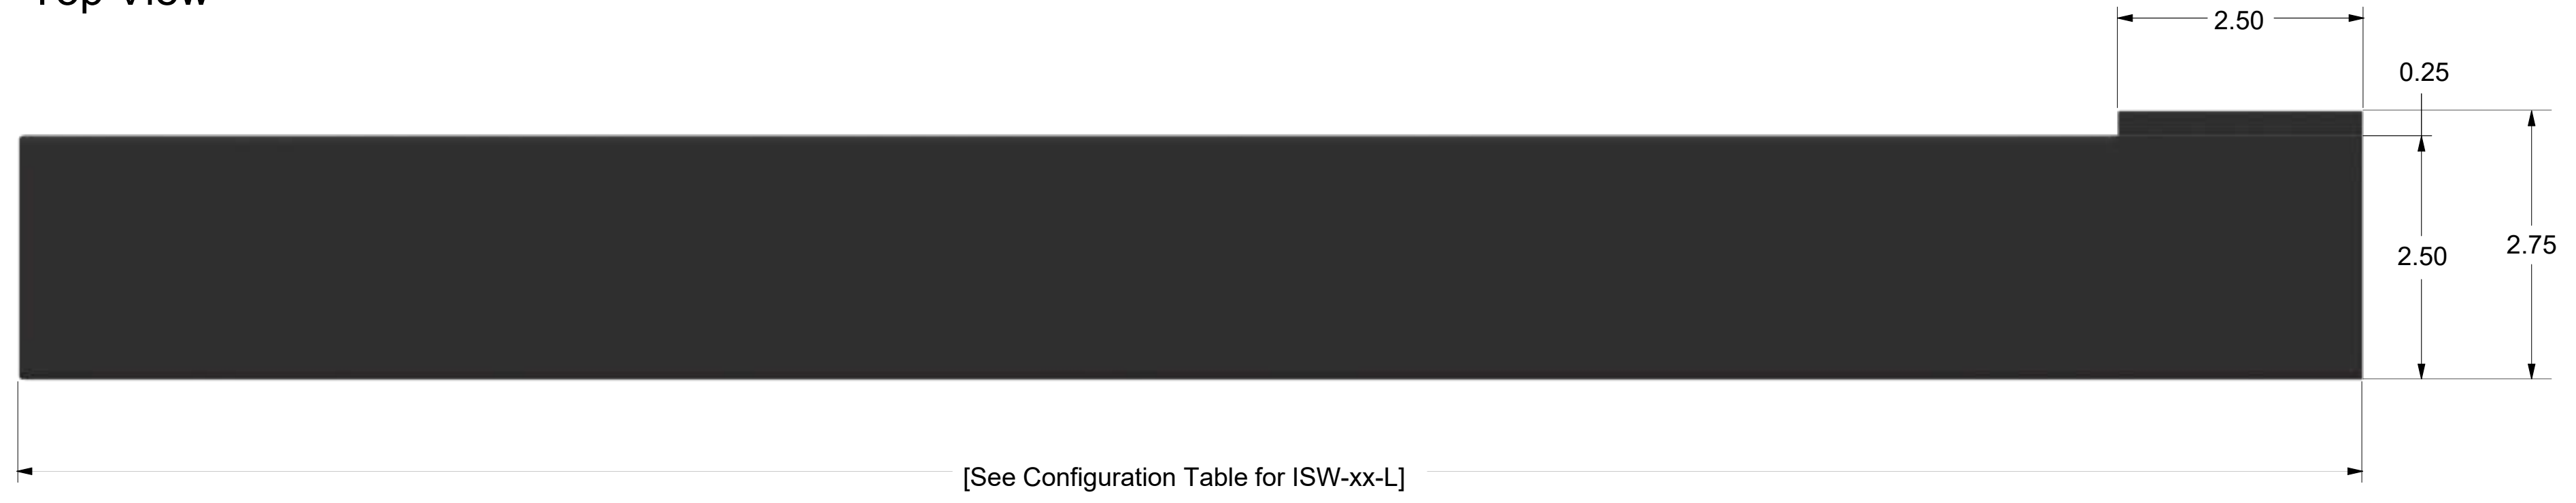 Top View
2.50
0.25
2.50
2.75
[See Configuration Table for ISW-xx-L]